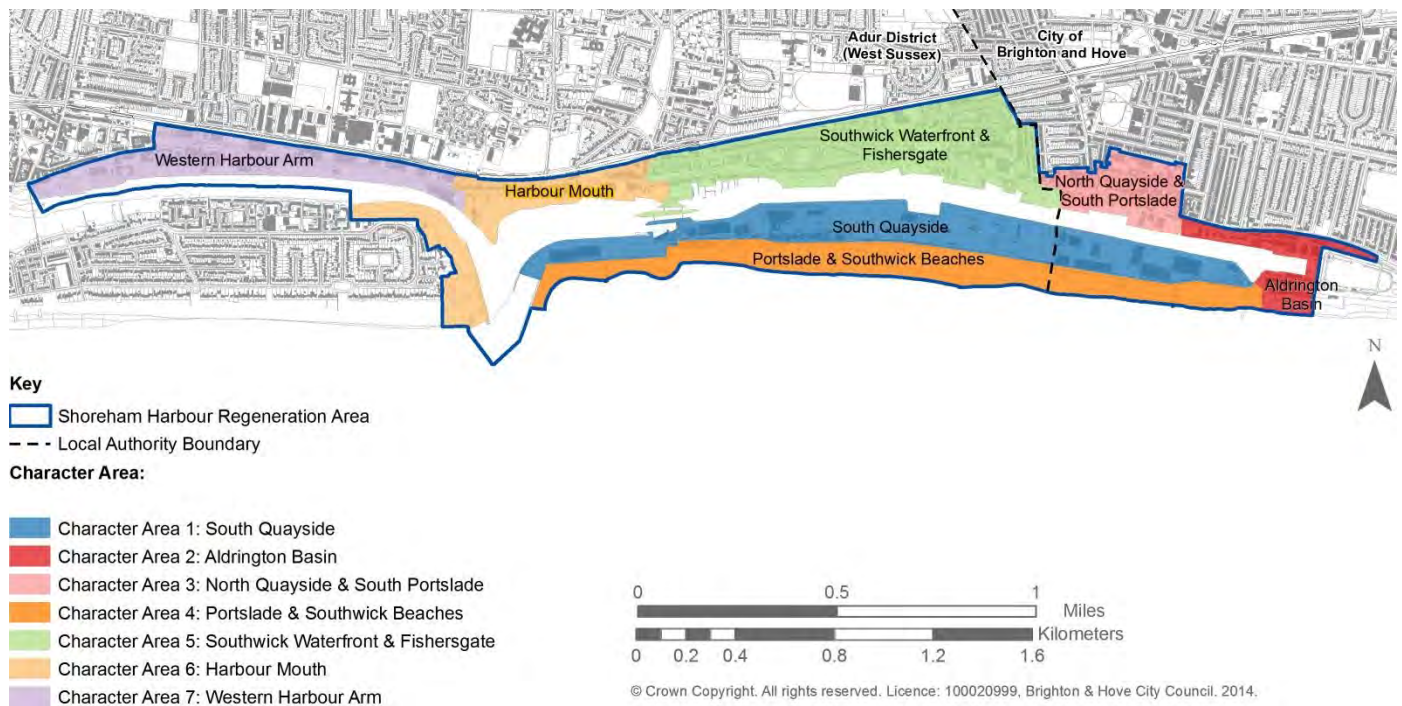 Adur District
(West Sussex)
City of
Brighton and Hove
Southwick Waterfront &
Fishersgate
Western Harbour Arm
Harbour Mouth
North Quayside &
South Portslade
South Quayside
Portslade & Southwick Beaches
Aldrington
Basin
N
Key
Shoreham Harbour Regeneration Area
Local Authority Boundary
Character Area:
Character Area 1: South Quayside
Character Area 2: Aldrington Basin
Character Area 3: North Quayside & South Portslade
Character Area 4: Portslade & Southwick Beaches
Character Area 5: Southwick Waterfront & Fishersgate
Character Area 6: Harbour Mouth
Character Area 7: Western Harbour Arm
0 0.5 1
Miles
Kilometers
0 0.2 0.4 0.8 1.2 1.6
© Crown Copyright. All rights reserved. Licence: 100020999, Brighton & Hove City Council. 2014.